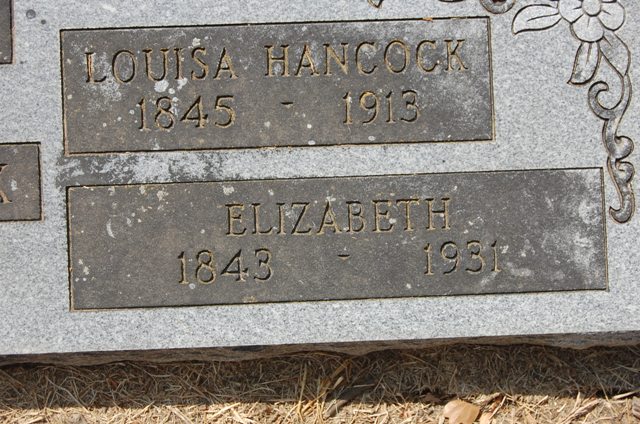 LOUISA HANCOCK
1845 - 1913
X
ELIZABETH
1843 - 1931